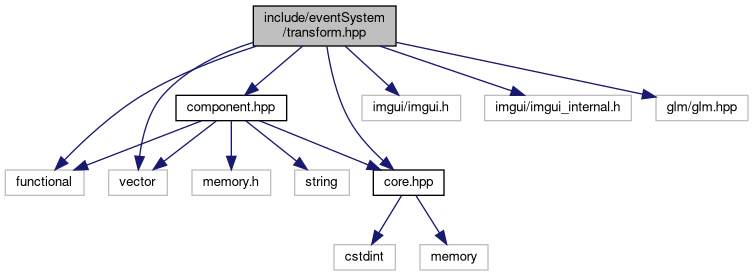 include/eventSystem
/transform.hpp
component.hpp
imgui/imgui.h
imgui/imgui_internal.h
glm/glm.hpp
functional
vector
memory.h
string
core.hpp
cstdint
memory